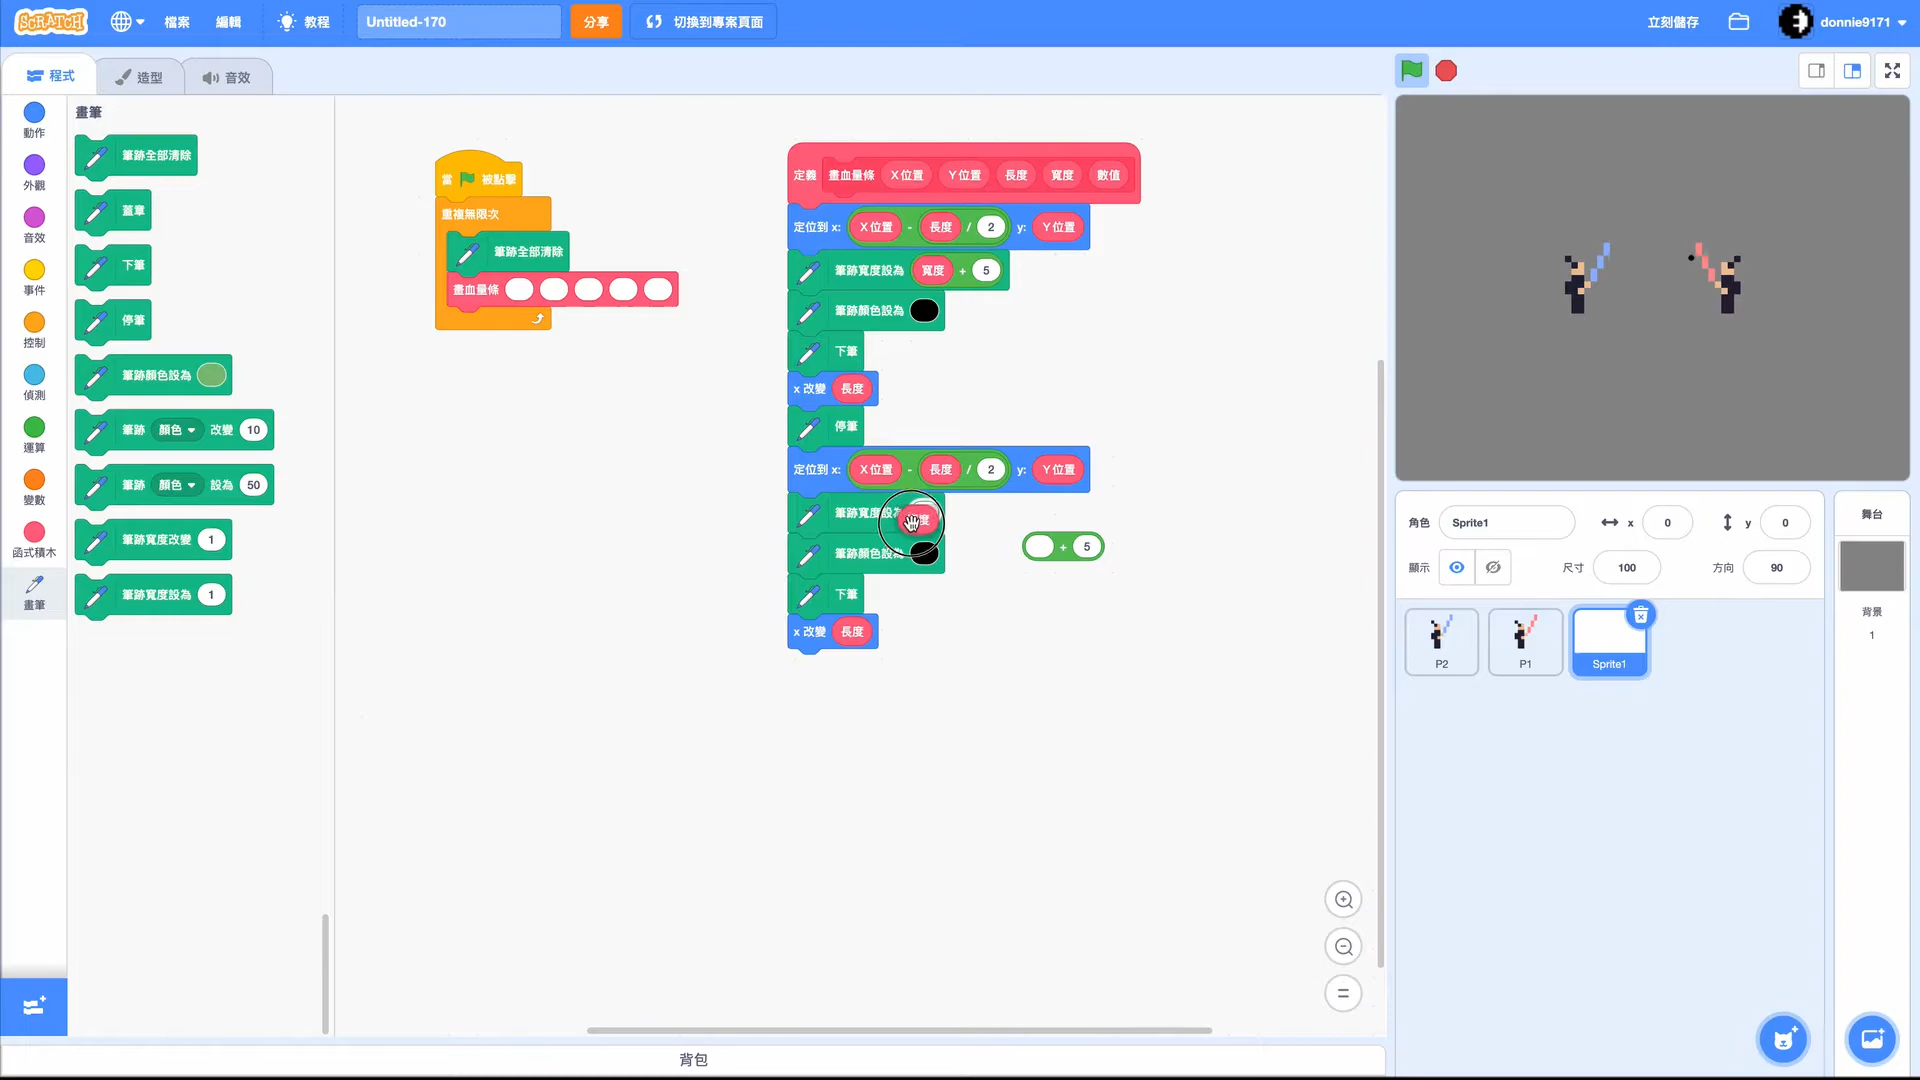 SCRATCH
檔案
編輯
教程
Untitled-170
分享
切換到專案頁面
立刻儲存
donnie9171
程式
造型
音效
動作
外觀
音效
事件
控制
偵測
運算
變數
函式積木
畫筆
畫筆
筆跡全部清除
蓋章
下筆
停筆
筆跡顏色設為
筆跡 顏色 改變 10
筆跡 顏色 設為 50
筆跡寬度改變 1
筆跡寬度設為 1
當 被點擊
重複無限次
筆跡全部清除
畫血量條
定義 畫血量條 X位置 Y位置 長度 寬度 數值
定位到 x: X位置 - 長度 / 2 y: Y位置
筆跡寬度設為 寬度 + 5
筆跡顏色設為
下筆
x 改變 長度
停筆
定位到 x: X位置 - 長度 / 2 y: Y位置
筆跡寬度設為 度
筆跡顏色設為
+ 5
下筆
x 改變 長度
角色 Sprite1 x 0 y 0
顯示 尺寸 100 方向 90
P2
P1
Sprite1
舞台
背景
1
背包